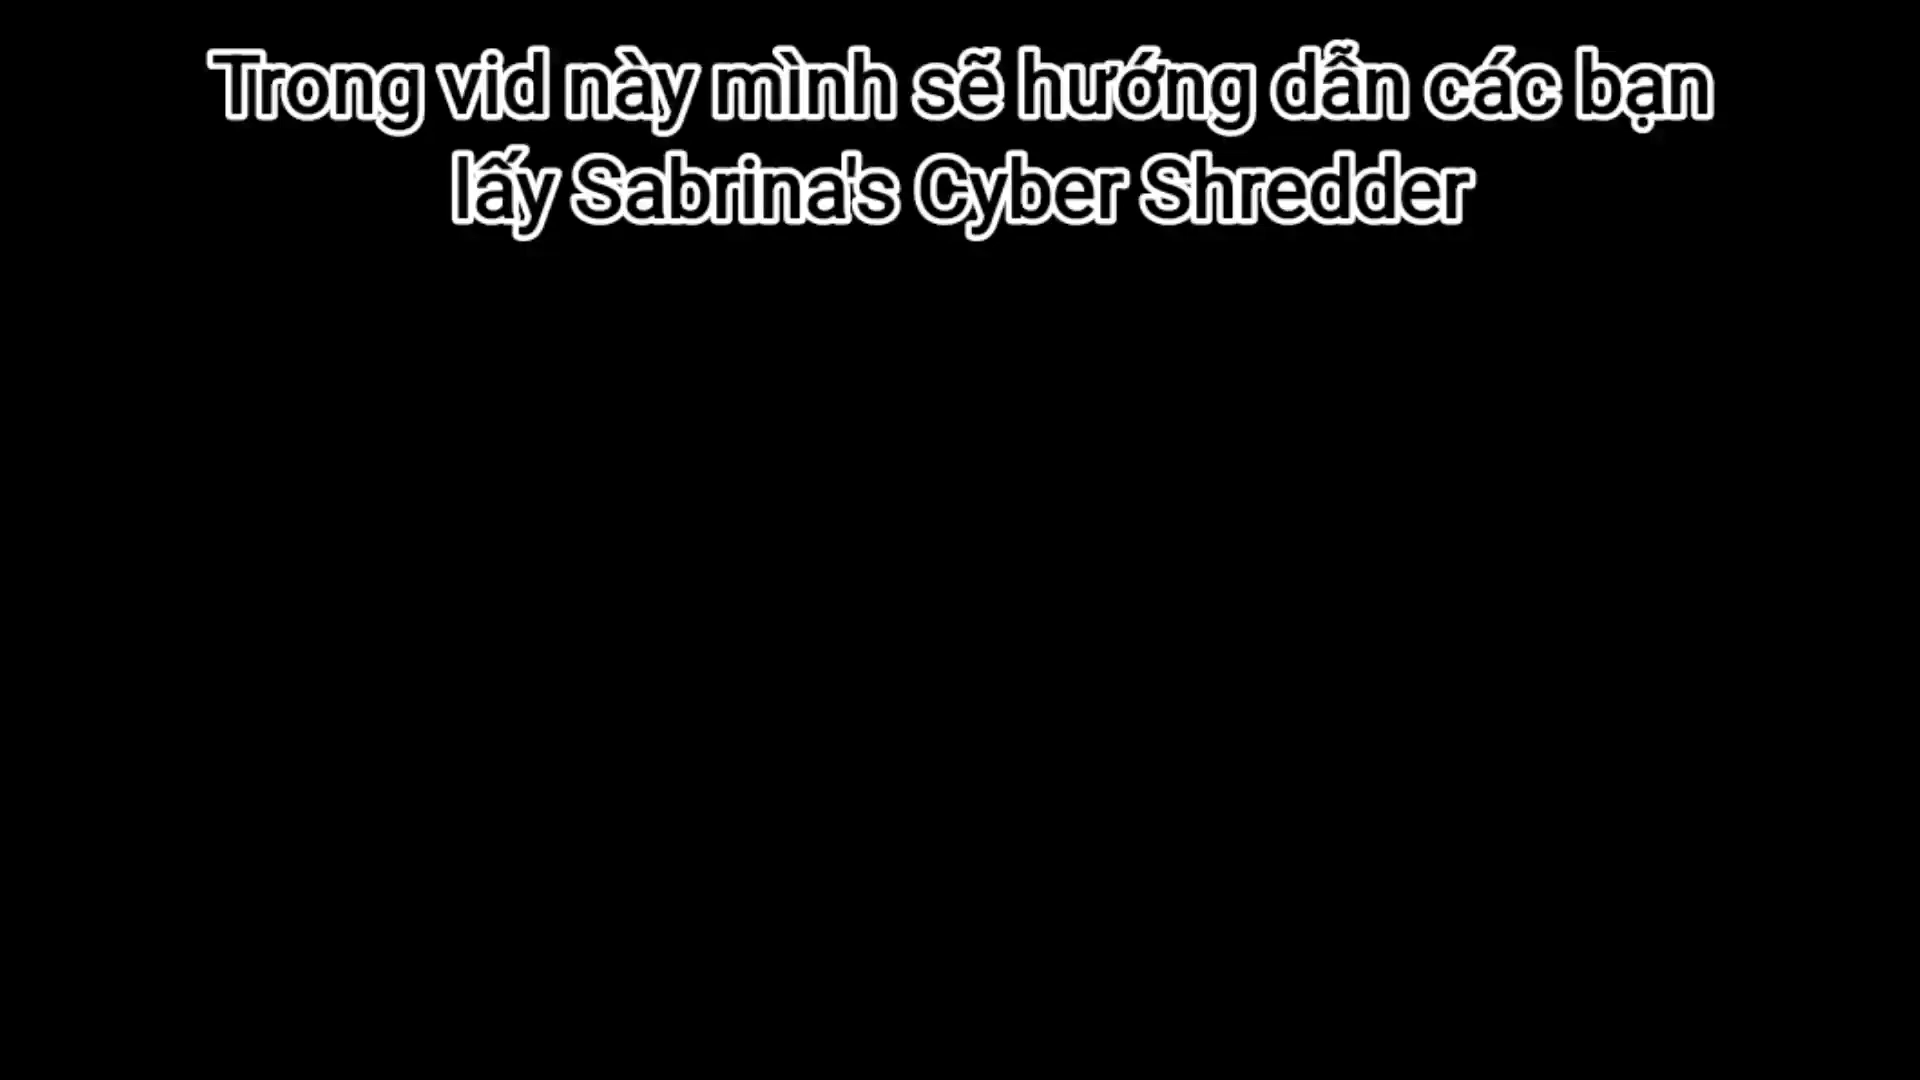 Trong vid này mình sẽ hướng dẫn các bạn
lấy Sabrina's Cyber Shredder